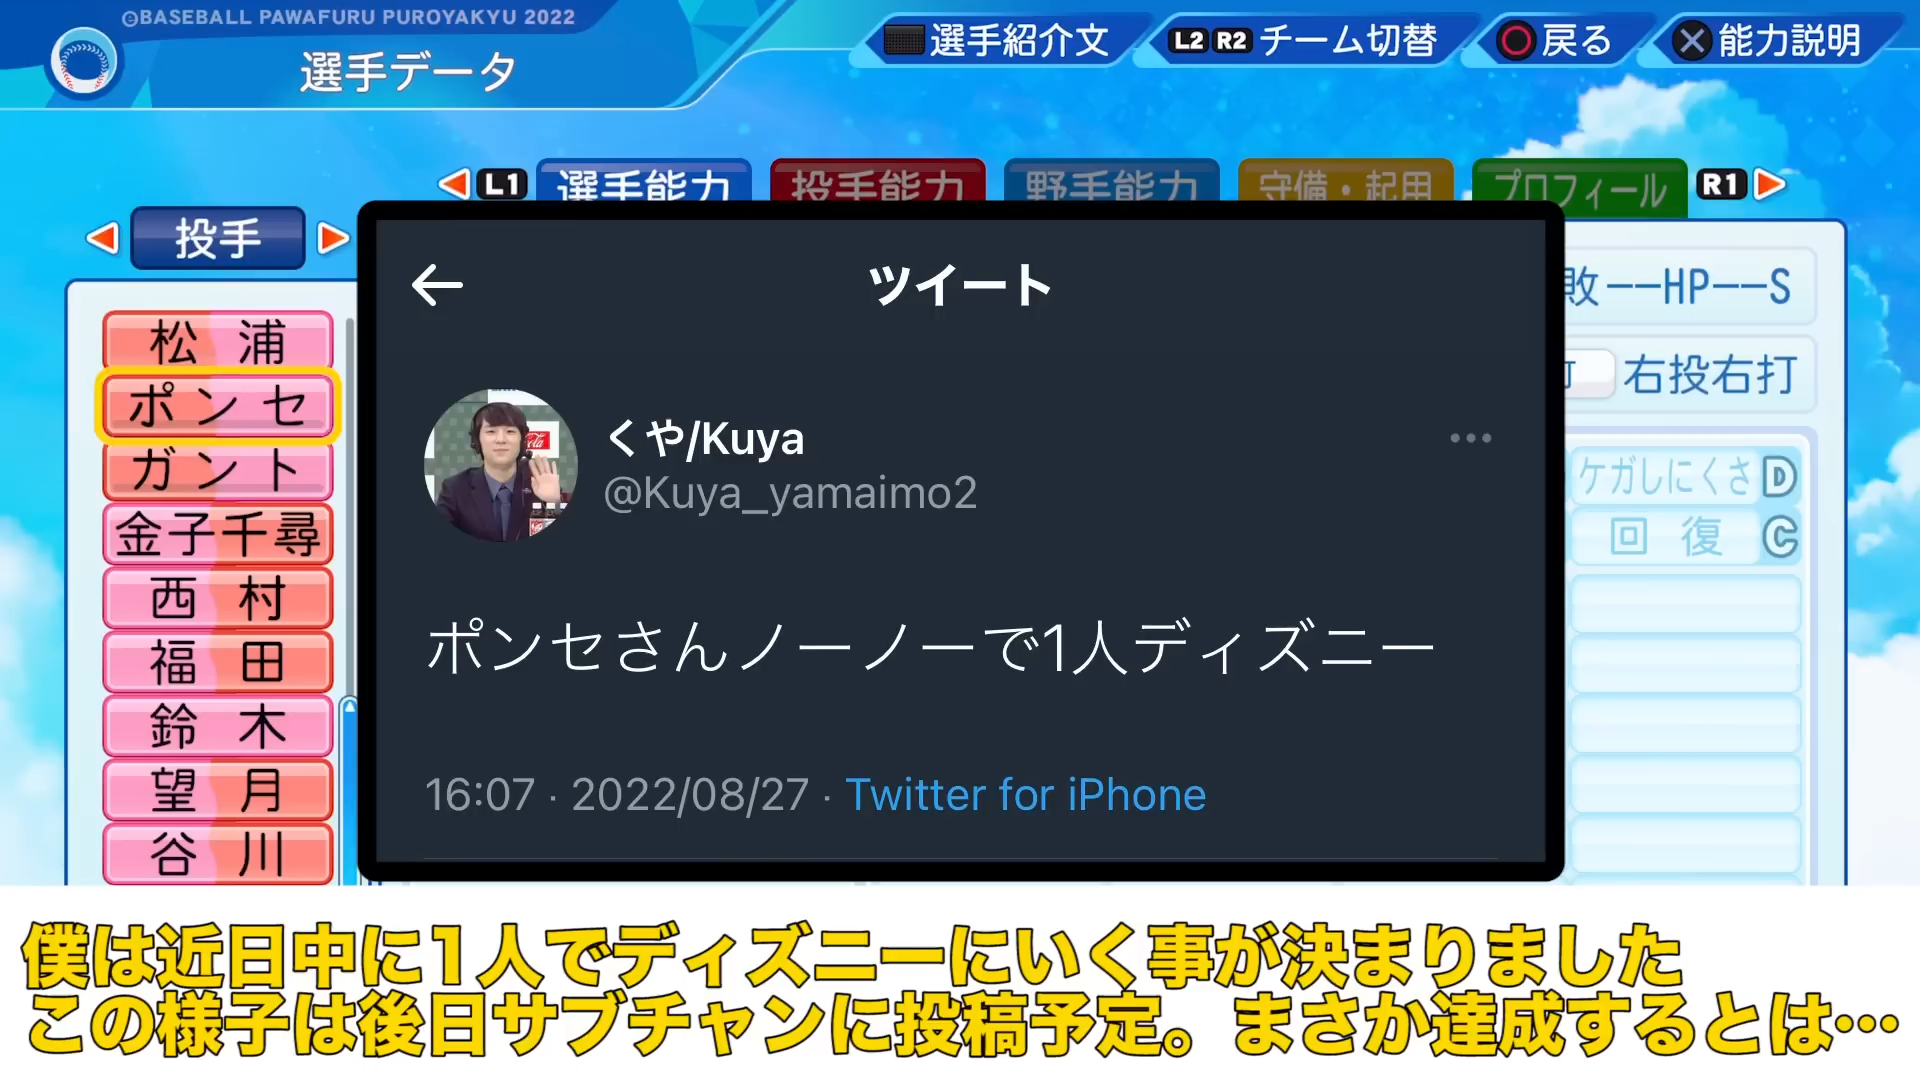 ©BASEBALL PAWAFURU PUROYAKYU 2022
選手データ
選手紹介文
L2 R2 チーム切替
戻る
能力説明
L1 選手能力 投手能力 野手能力 守備・起用 プロフィール R1
投手
松浦
ポンセ
ガント
金子千尋
西村
福田
鈴木
望月
谷川
敗--HP--S
右投右打
ケガしにくさ D
回復 C
ツイート
くや/Kuya
@Kuya_yamaimo2
ポンセさんノーノーで1人ディズニー
16:07 · 2022/08/27 · Twitter for iPhone
僕は近日中に1人でディズニーにいく事が決まりました
この様子は後日サブチャンに投稿予定。まさか達成するとは…